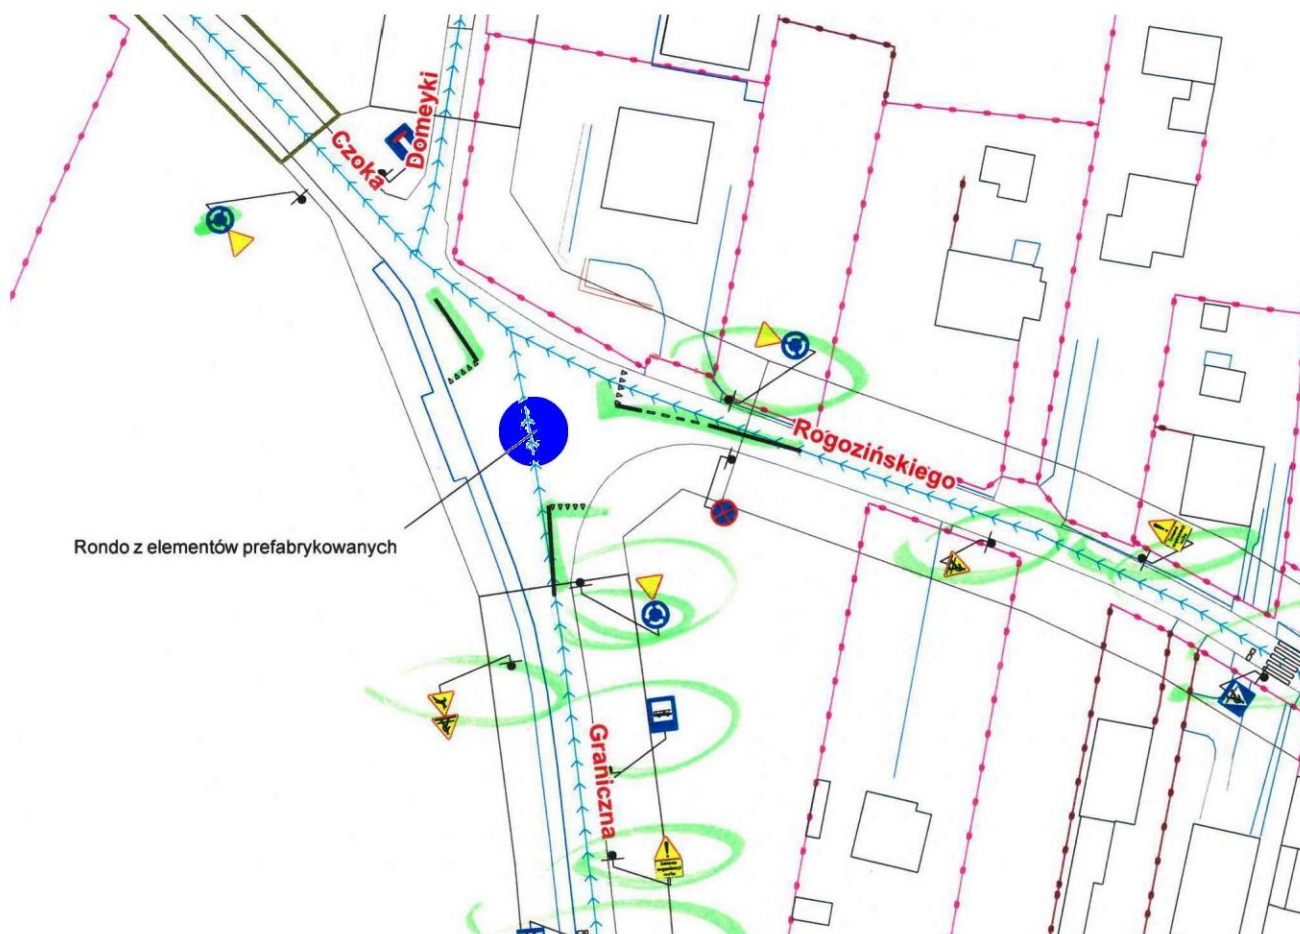 Czoka
Domeyki
Rogozińskiego
Rondo z elementów prefabrykowanych
Graniczna